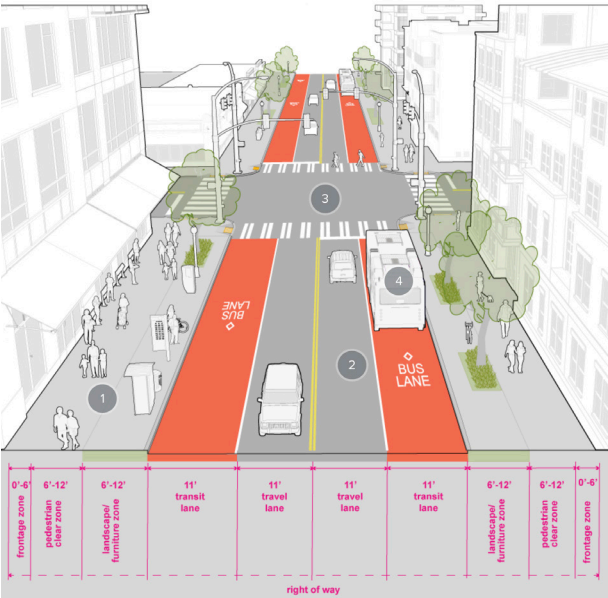 3
4
BUS
LANE
2
BUS
LANE
1
0'-6'
frontage zone
6'-12'
pedestrian
clear zone
6'-12'
landscape/
furniture zone
11'
transit
lane
11'
travel
lane
11'
travel
lane
11'
transit
lane
6'-12'
landscape/
furniture zone
6'-12'
pedestrian
clear zone
0'-6'
frontage zone
right of way